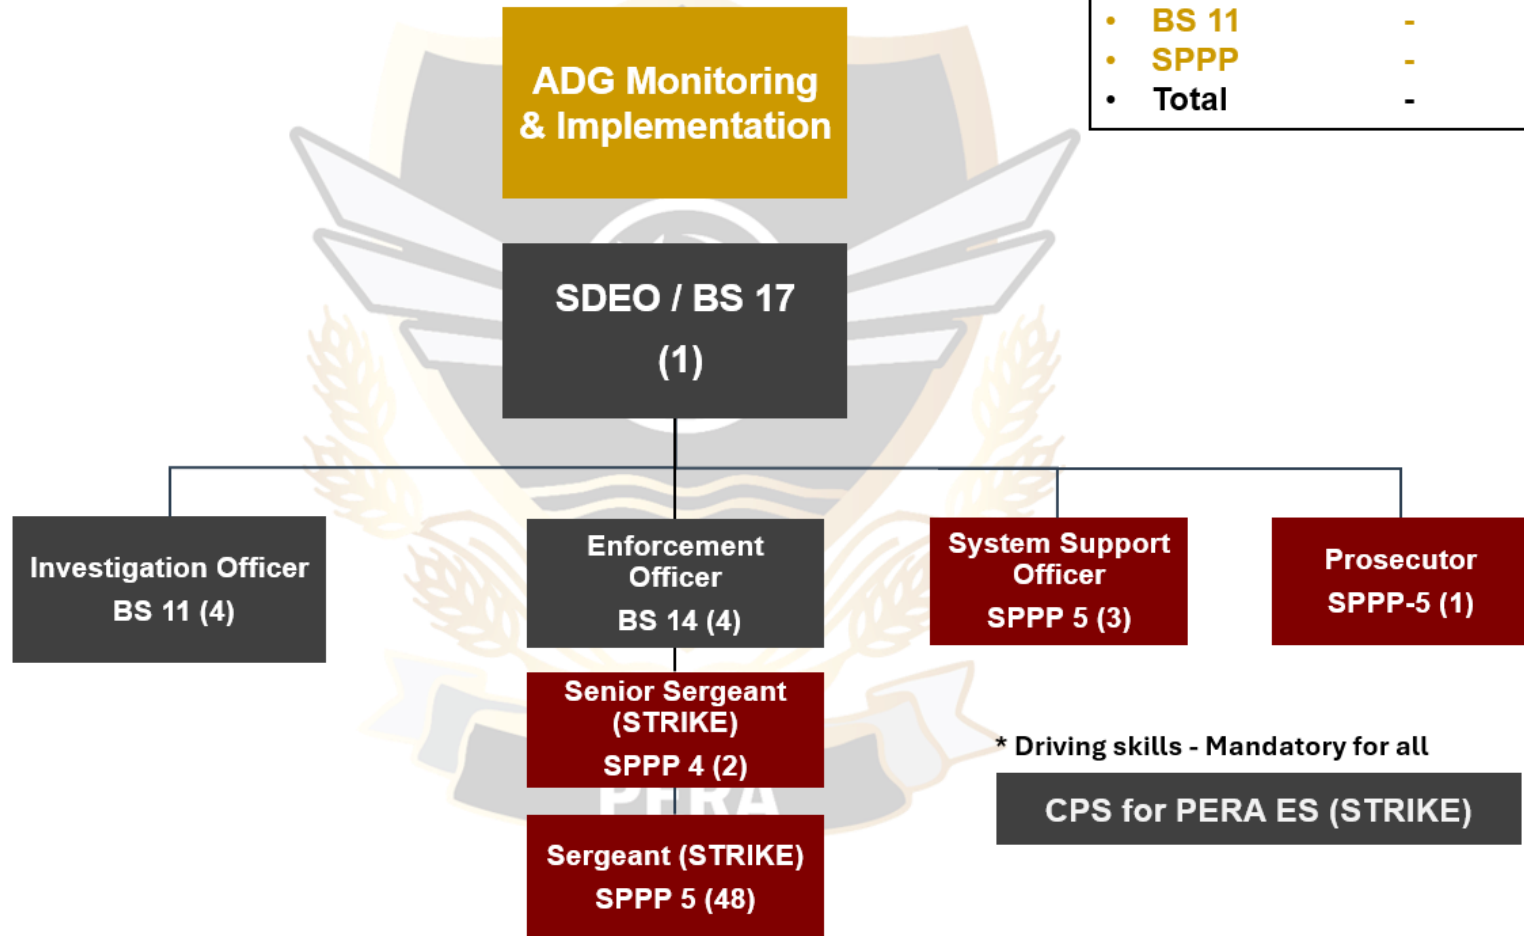 • BS 11 -
• SPPP -
• Total -
ADG Monitoring
& Implementation
SDEO / BS 17
(1)
Investigation Officer
BS 11 (4)
Enforcement
Officer
BS 14 (4)
System Support
Officer
SPPP 5 (3)
Prosecutor
SPPP-5 (1)
Senior Sergeant
(STRIKE)
SPPP 4 (2)
Sergeant (STRIKE)
SPPP 5 (48)
* Driving skills - Mandatory for all
CPS for PERA ES (STRIKE)
PERA